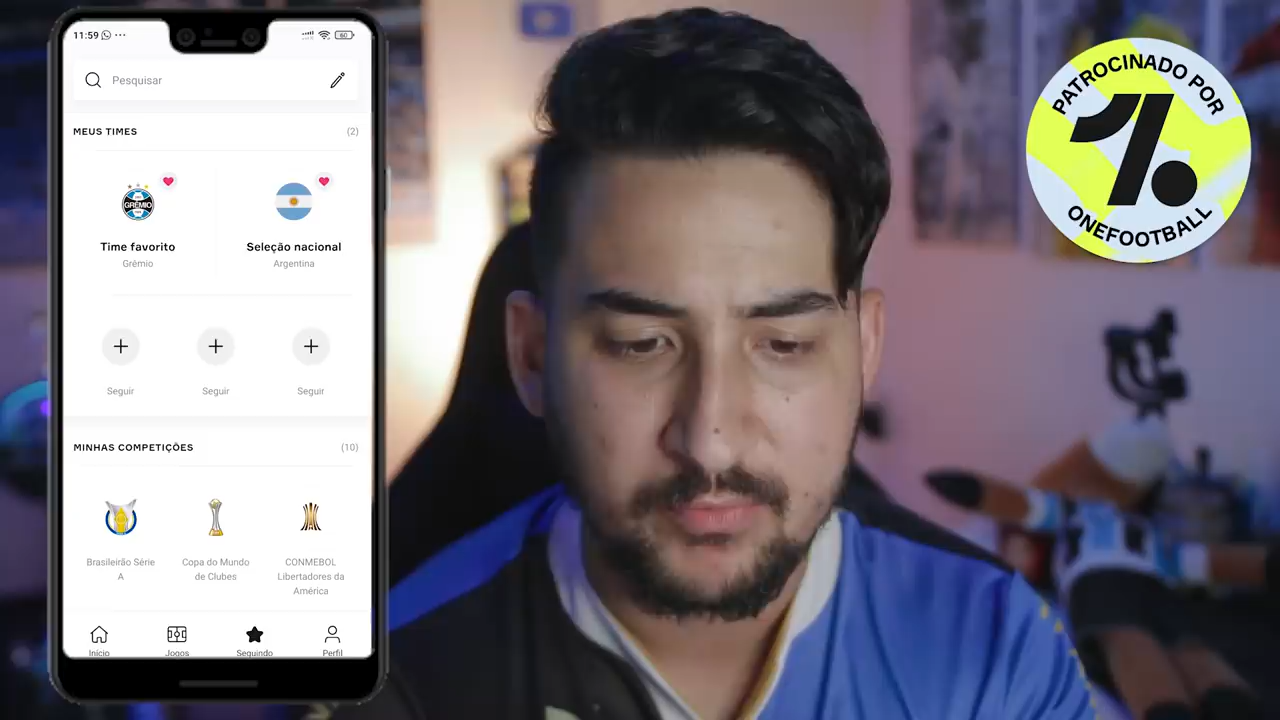 11:59
60
Pesquisar
MEUS TIMES
(2)
GRÊMIO
Time favorito
Grêmio
Seleção nacional
Argentina
Seguir
Seguir
Seguir
MINHAS COMPETIÇÕES
(10)
Brasileirão Série
A
Copa do Mundo
de Clubes
CONMEBOL
Libertadores da
América
Início
Jogos
Seguindo
Perfil
PATROCINADO POR
ONEFOOTBALL